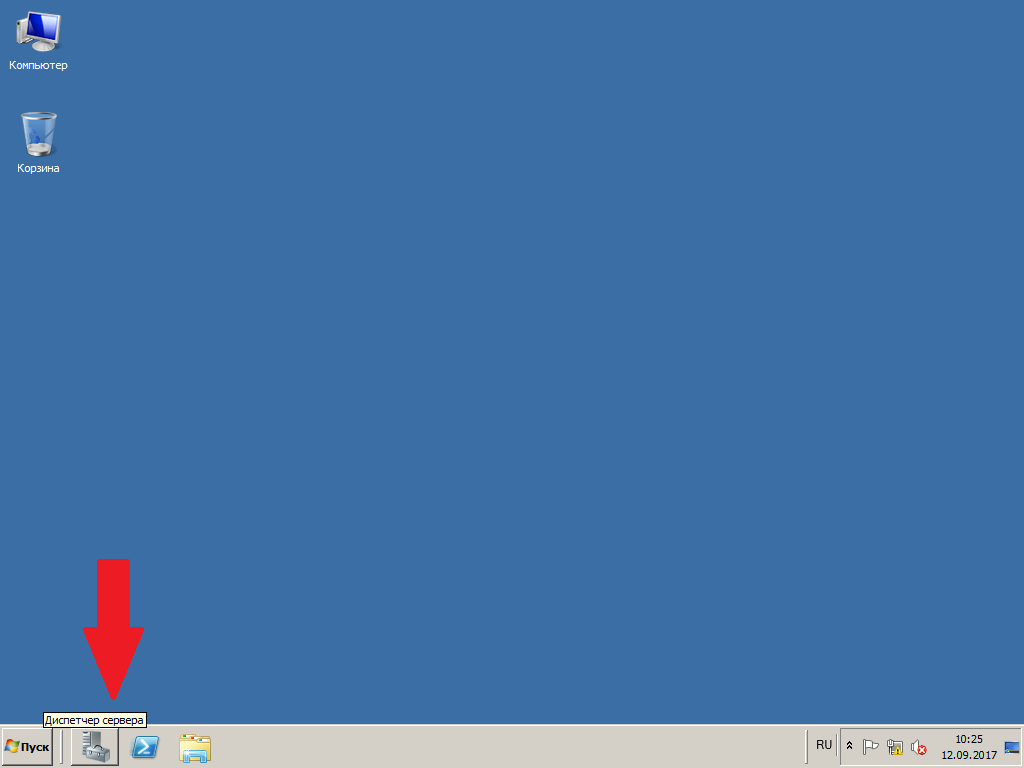 Компьютер
Корзина
Диспетчер сервера
Пуск
RU
10:25
12.09.2017